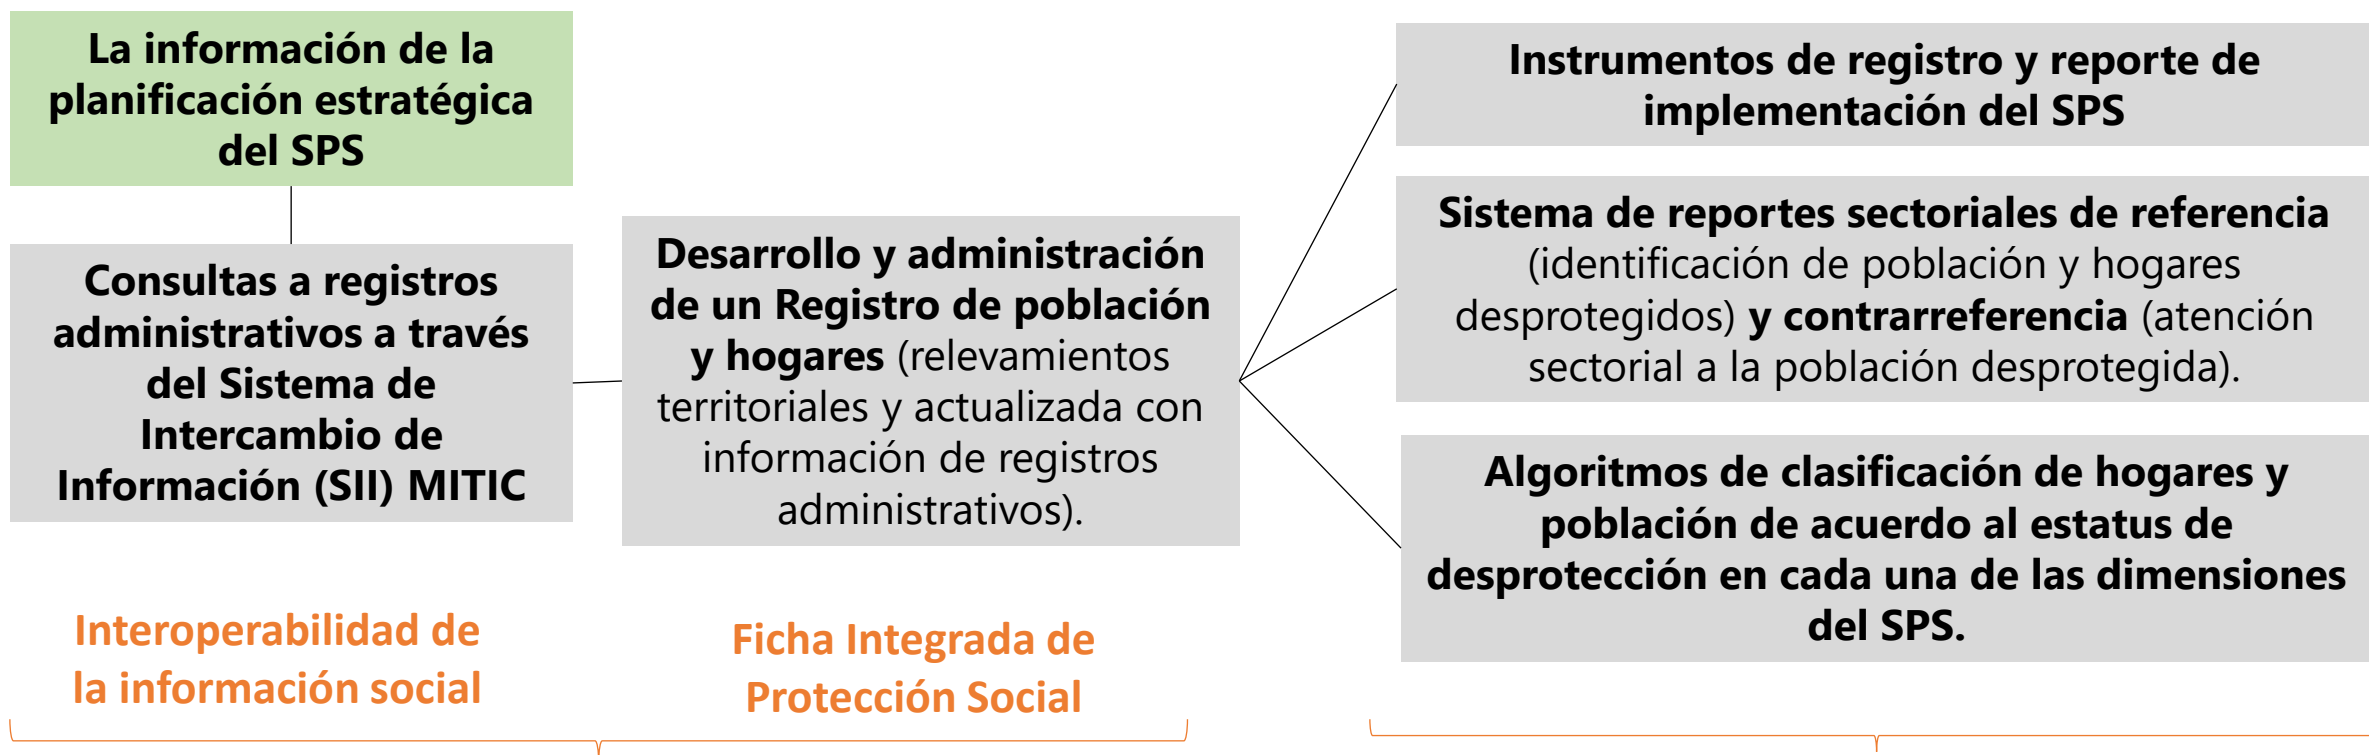 La información de la
planificación estratégica
del SPS
Consultas a registros
administrativos a través
del Sistema de
Intercambio de
Información (SII) MITIC
Desarrollo y administración
de un Registro de población
y hogares (relevamientos
territoriales y actualizada con
información de registros
administrativos).
Instrumentos de registro y reporte de
implementación del SPS
Sistema de reportes sectoriales de referencia
(identificación de población y hogares
desprotegidos) y contrarreferencia (atención
sectorial a la población desprotegida).
Algoritmos de clasificación de hogares y
población de acuerdo al estatus de
desprotección en cada una de las dimensiones
del SPS.
Interoperabilidad de
la información social
Ficha Integrada de
Protección Social